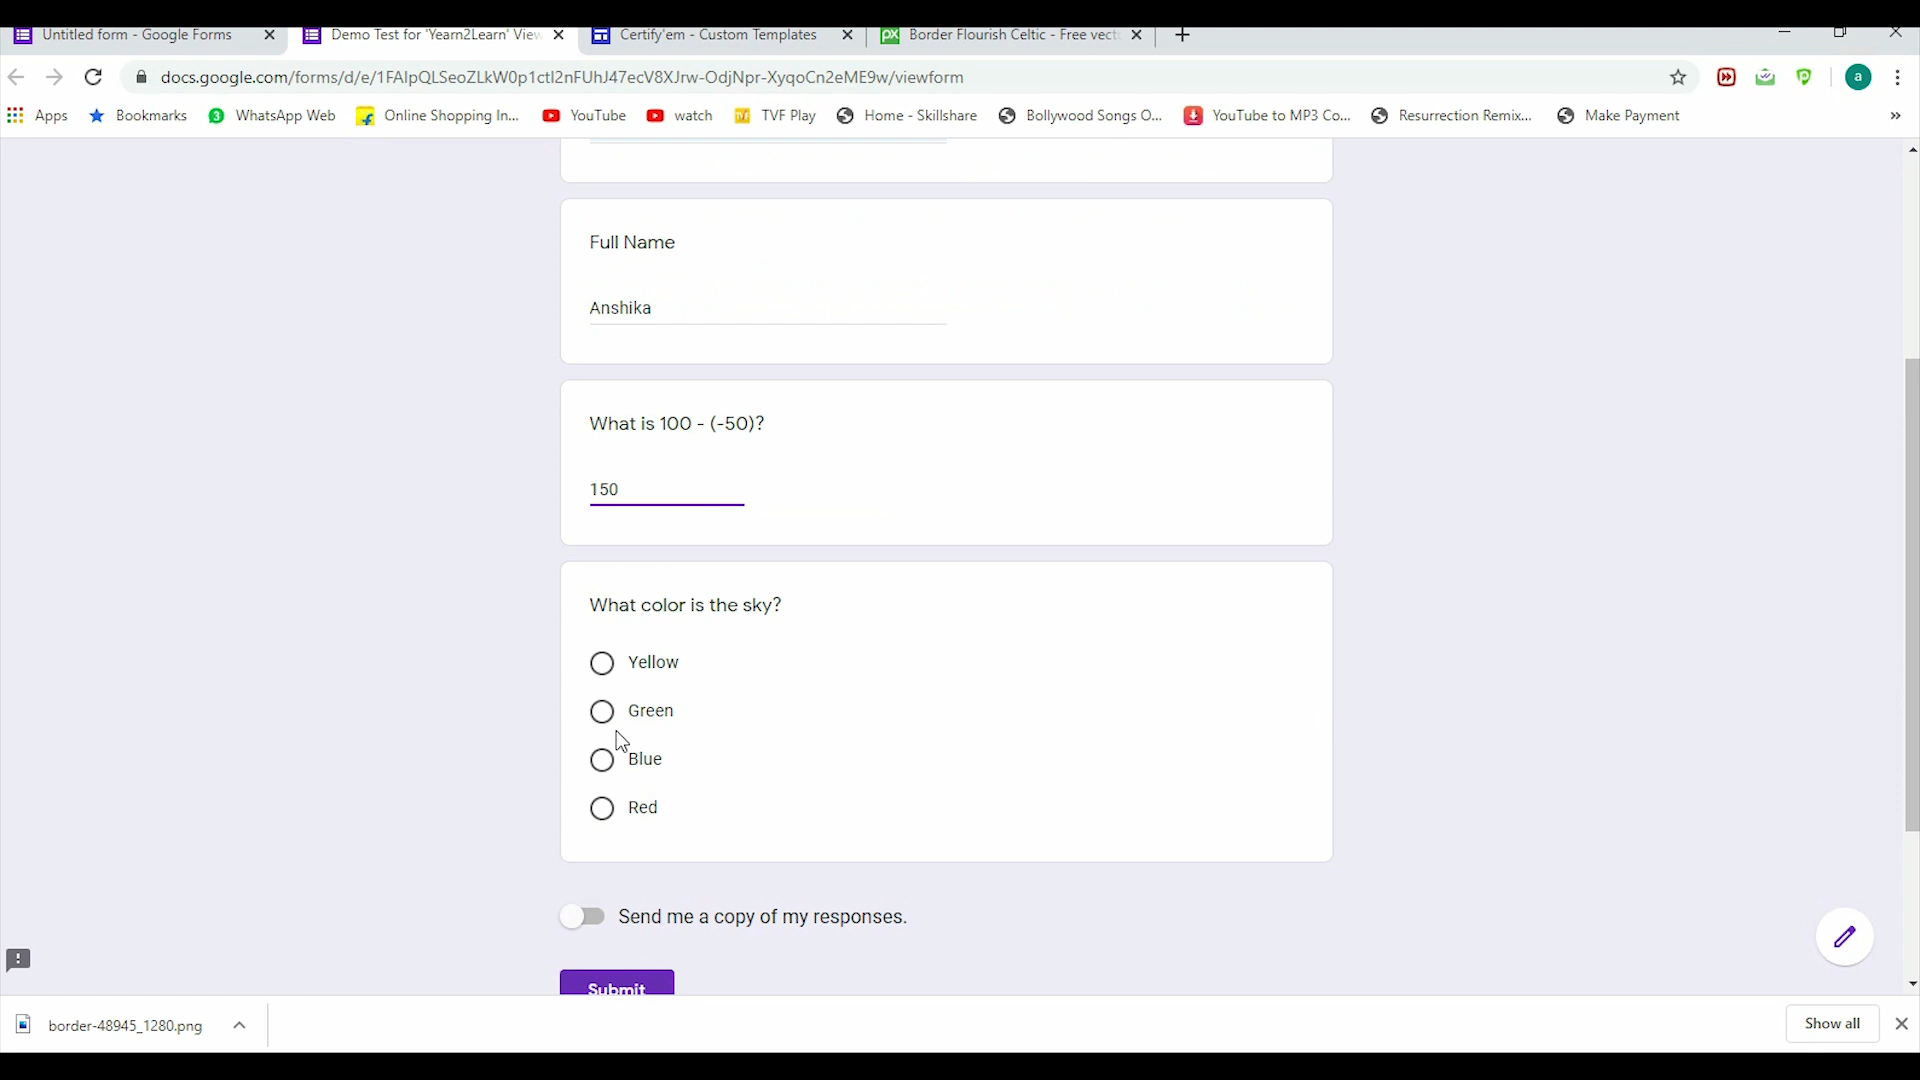 Untitled form - Google Forms
Demo Test for 'Yearn2Learn' View
Certify'em - Custom Templates
Border Flourish Celtic - Free vect
docs.google.com/forms/d/e/1FAIpQLSeoZLkW0p1ctI2nFUhJ47ecV8XJrw-OdjNpr-XyqoCn2eME9w/viewform
a
Apps
Bookmarks
3
WhatsApp Web
Online Shopping In...
YouTube
watch
TVF Play
Home - Skillshare
Bollywood Songs O...
YouTube to MP3 Co...
Resurrection Remix...
Make Payment
Full Name
Anshika
What is 100 - (-50)?
150
What color is the sky?
Yellow
Green
Blue
Red
Send me a copy of my responses.
Submit
border-48945_1280.png
Show all